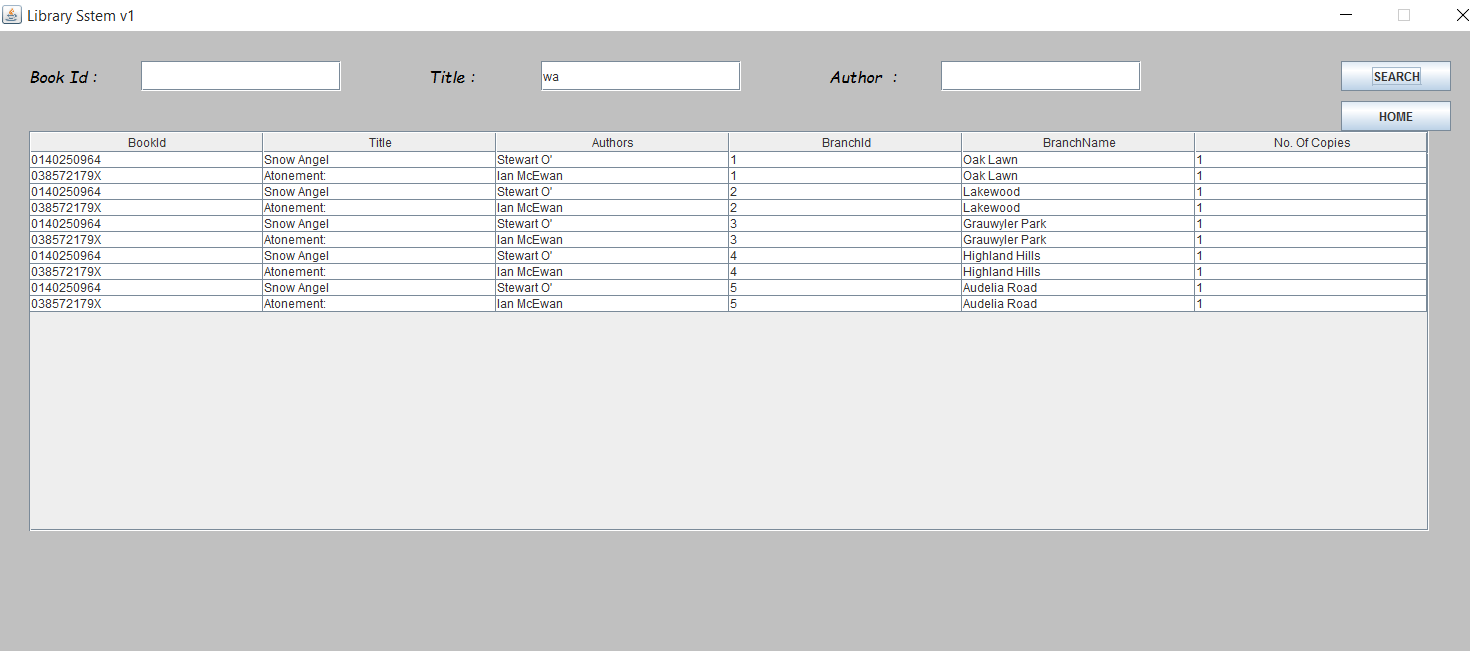 Library Sstem v1
Book Id : Title : wa Author : SEARCH
HOME
BookId Title Authors BranchId BranchName No. Of Copies
0140250964 Snow Angel Stewart O' 1 Oak Lawn 1
038572179X Atonement: Ian McEwan 1 Oak Lawn 1
0140250964 Snow Angel Stewart O' 2 Lakewood 1
038572179X Atonement: Ian McEwan 2 Lakewood 1
0140250964 Snow Angel Stewart O' 3 Grauwyler Park 1
038572179X Atonement: Ian McEwan 3 Grauwyler Park 1
0140250964 Snow Angel Stewart O' 4 Highland Hills 1
038572179X Atonement: Ian McEwan 4 Highland Hills 1
0140250964 Snow Angel Stewart O' 5 Audelia Road 1
038572179X Atonement: Ian McEwan 5 Audelia Road 1